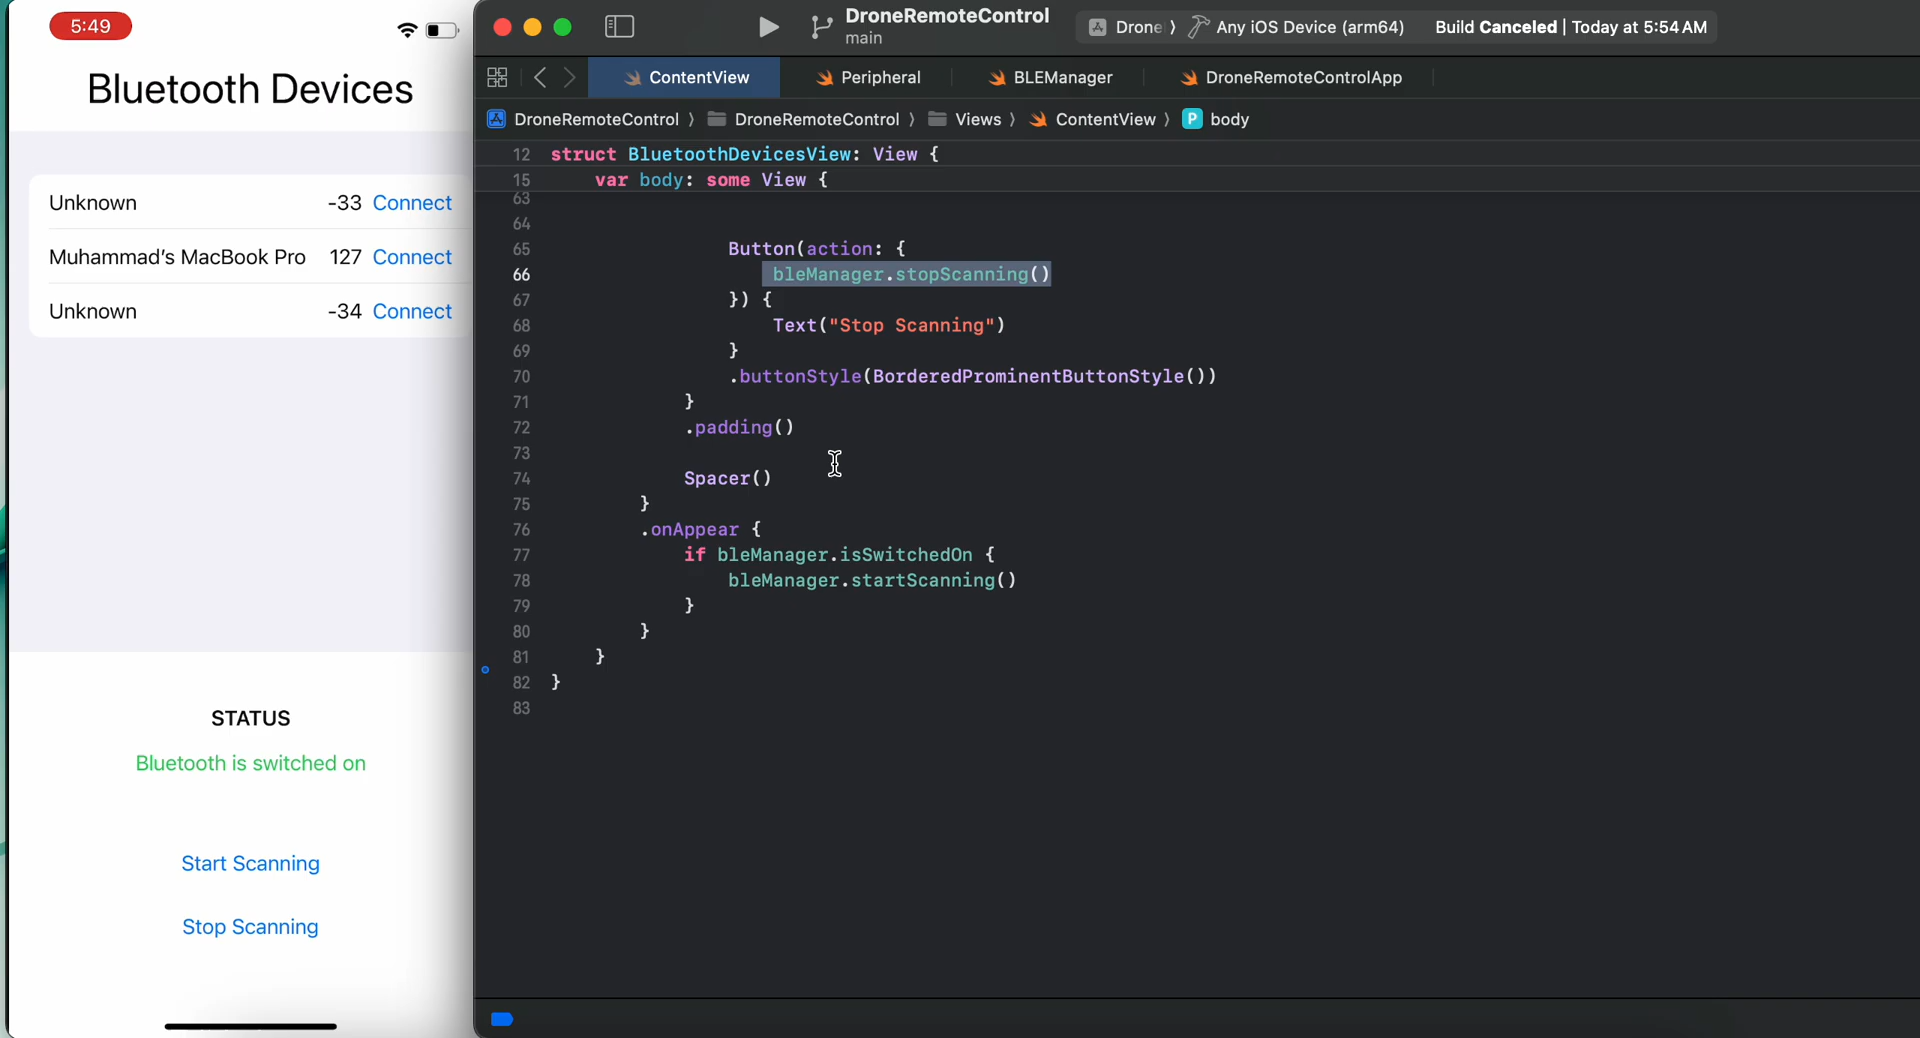 5:49
Bluetooth Devices
Unknown -33 Connect
Muhammad's MacBook Pro 127 Connect
Unknown -34 Connect
STATUS
Bluetooth is switched on
Start Scanning
Stop Scanning
DroneRemoteControl
main
Drone 〉 Any iOS Device (arm64)
Build Canceled | Today at 5:54 AM
ContentView Peripheral BLEManager DroneRemoteControlApp
DroneRemoteControl 〉 DroneRemoteControl 〉 Views 〉 ContentView 〉 P body
12 struct BluetoothDevicesView: View {
15 var body: some View {
63
64
65 Button(action: {
66 bleManager.stopScanning()
67 }) {
68 Text("Stop Scanning")
69 }
70 .buttonStyle(BorderedProminentButtonStyle())
71 }
72 .padding()
73
74 Spacer()
75 }
76 .onAppear {
77 if bleManager.isSwitchedOn {
78 bleManager.startScanning()
79 }
80 }
81 }
82 }
83